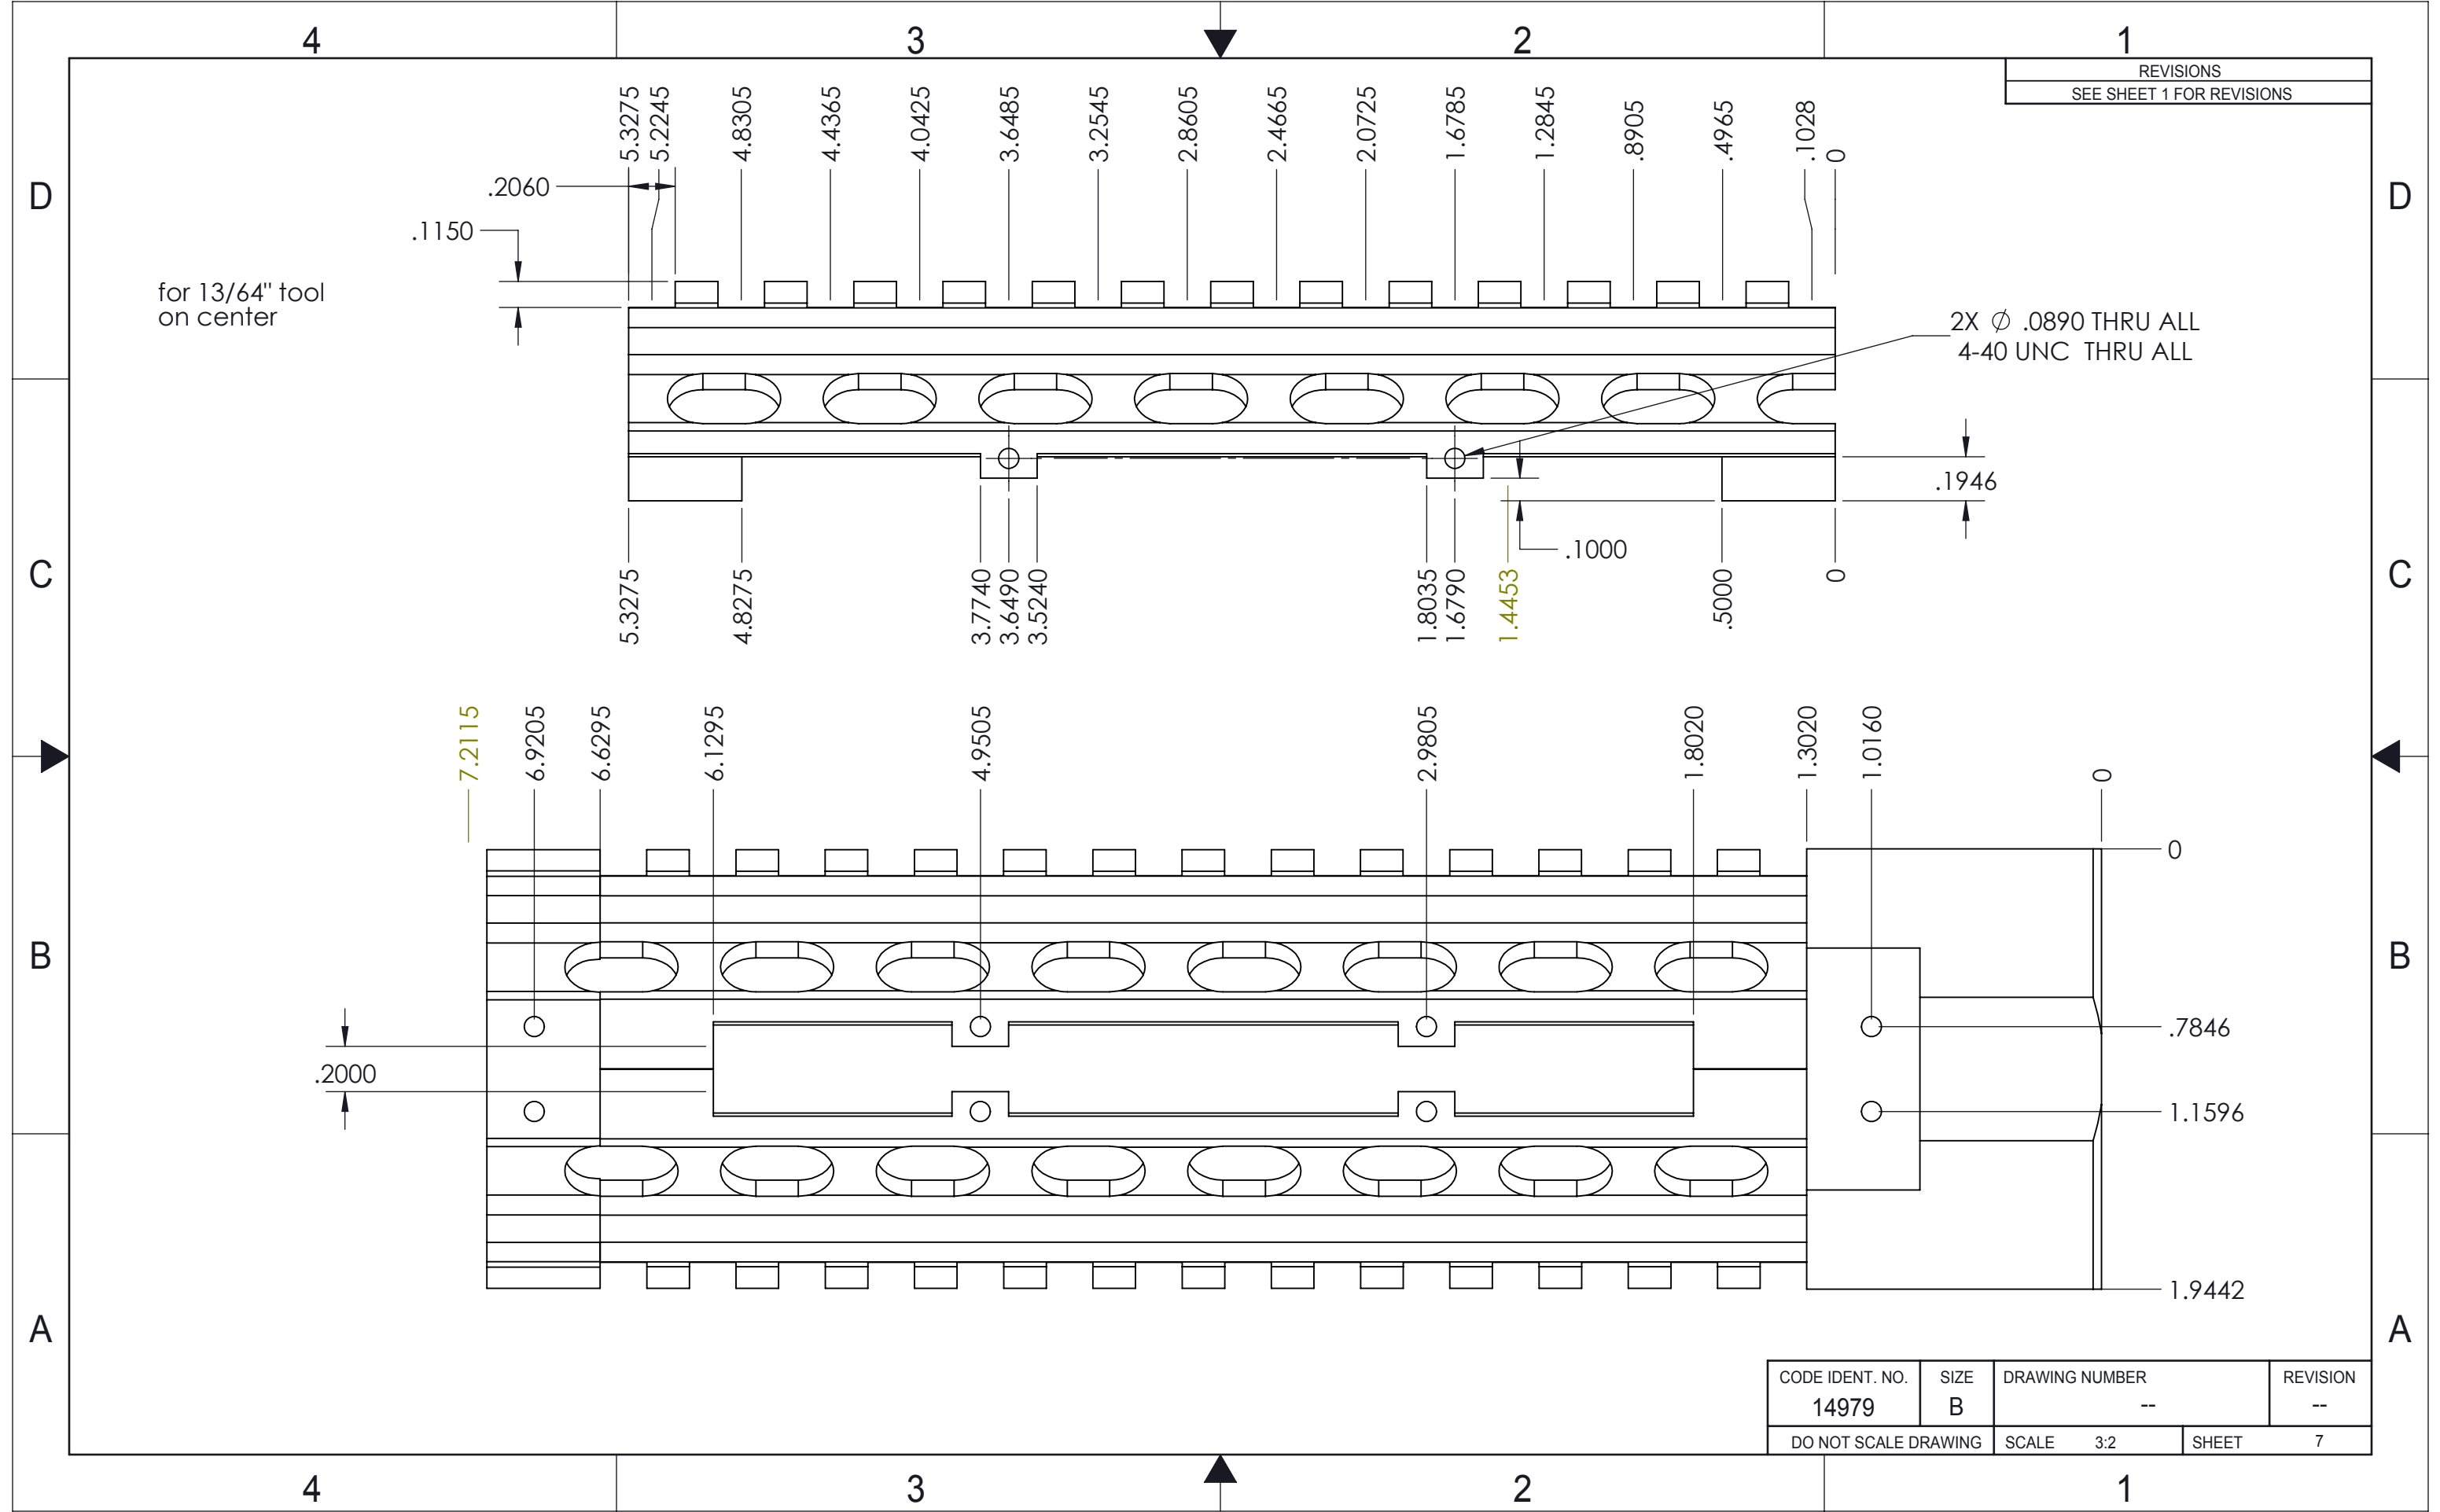 4 3 2 1
REVISIONS
SEE SHEET 1 FOR REVISIONS
5.3275
5.2245
4.8305
4.4365
4.0425
3.6485
3.2545
2.8605
2.4665
2.0725
1.6785
1.2845
.8905
.4965
.1028
0
D
D
.2060
.1150
for 13/64" tool
on center
2X ∅ .0890 THRU ALL
4-40 UNC THRU ALL
.1946
.1000
C
C
5.3275
4.8275
3.7740
3.6490
3.5240
1.8035
1.6790
1.4453
.5000
0
7.2115
6.9205
6.6295
6.1295
4.9505
2.9805
1.8020
1.3020
1.0160
0
0
B
B
.7846
.2000
1.1596
1.9442
A
A
CODE IDENT. NO. SIZE DRAWING NUMBER REVISION
14979 B -- --
DO NOT SCALE DRAWING SCALE 3:2 SHEET 7
4 3 2 1